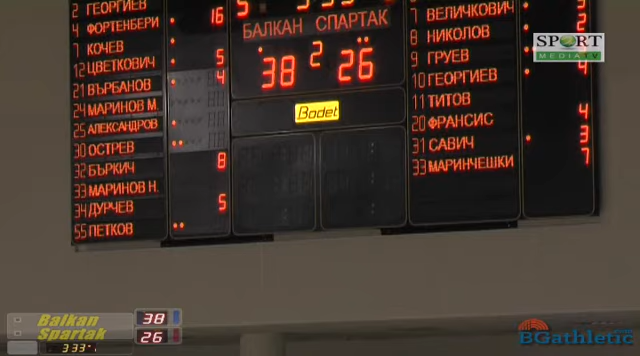 2 ГЕОРГИЕВ
4 ФОРТЕНБЕРИ 16
7 КОЧЕВ
12 ЦВЕТКОВИЧ 5
21 ВЪРБАНОВ 4
24 МАРИНОВ М.
25 АЛЕКСАНДРОВ
30 ОСТРЕВ
32 БЪРКИЧ 8
33 МАРИНОВ Н.
34 ДУРЧЕВ 5
55 ПЕТКОВ
5
БАЛКАН СПАРТАК
38 2 26
Bodet
7 ВЕЛИЧКОВИЧ
8 НИКОЛОВ
9 ГРУЕВ
10 ГЕОРГИЕВ 4
11 ТИТОВ
20 ФРАНСИС 4
31 САВИЧ 3
33 МАРИНЧЕШКИ 7
SPORT
MEDIA TV
Balkan 38
Spartak 26
3:33
BGathletic